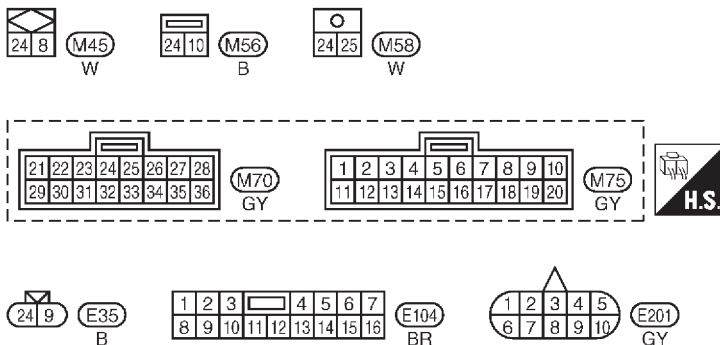 24 8 M45
W
24 10 M56
B
24 25 M58
W
21 22 23 24 25 26 27 28
29 30 31 32 33 34 35 36
M70
GY
1 2 3 4 5 6 7 8 9 10
11 12 13 14 15 16 17 18 19 20
M75
GY
H.S.
24 9 E35
B
1 2 3 4 5 6 7
8 9 10 11 12 13 14 15 16
E104
BR
1 2 3 4 5
6 7 8 9 10
E201
GY